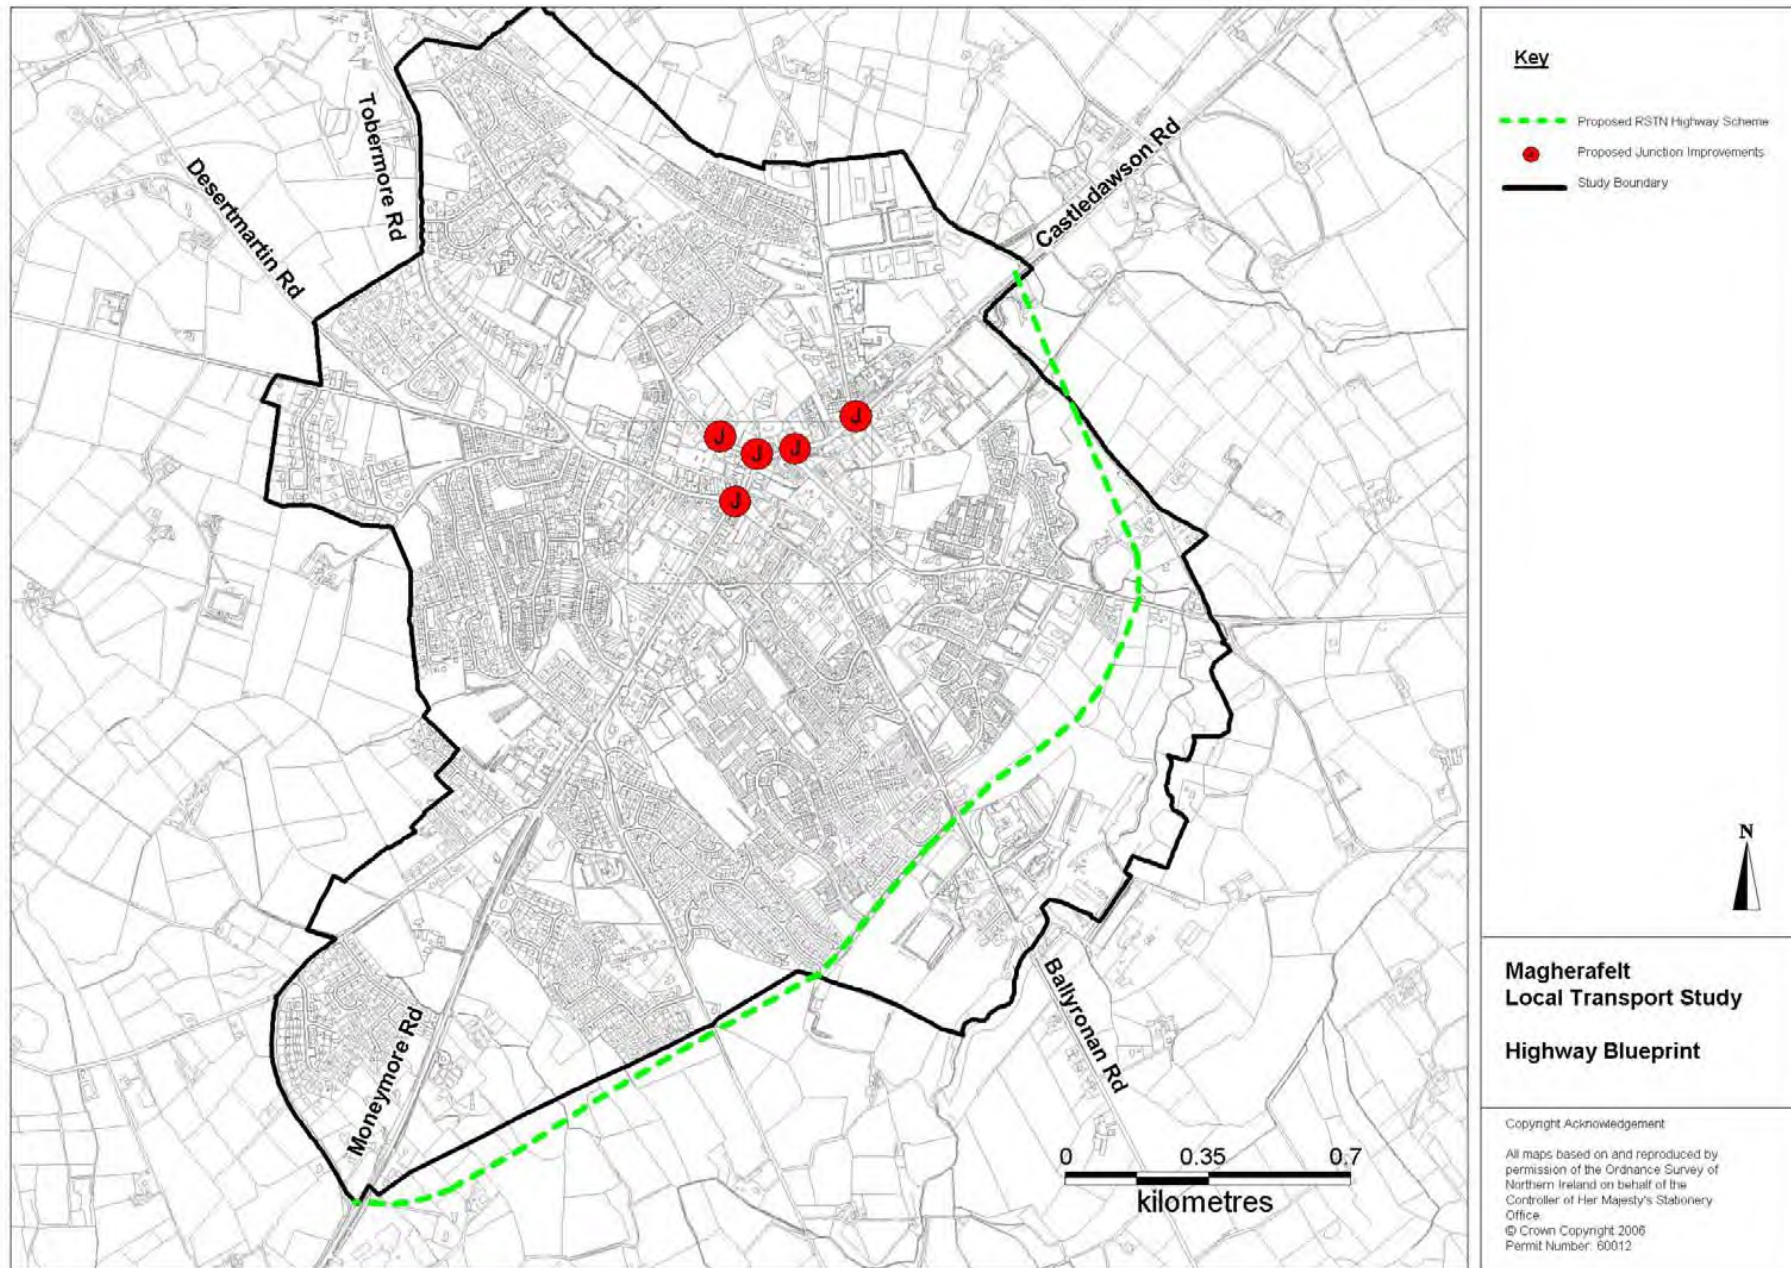 Tobermore Rd
Desertmartin Rd
Castledawson Rd
J
J
J
J
J
Moneymore Rd
Ballyronan Rd
0 0.35 0.7
kilometres
Key
Proposed RSTN Highway Scheme
Proposed Junction Improvements
Study Boundary
N
Magherafelt
Local Transport Study
Highway Blueprint
Copyright Acknowledgement
All maps based on and reproduced by
permission of the Ordnance Survey of
Northern Ireland on behalf of the
Controller of Her Majesty's Stationery
Office.
© Crown Copyright 2006
Permit Number: 60012